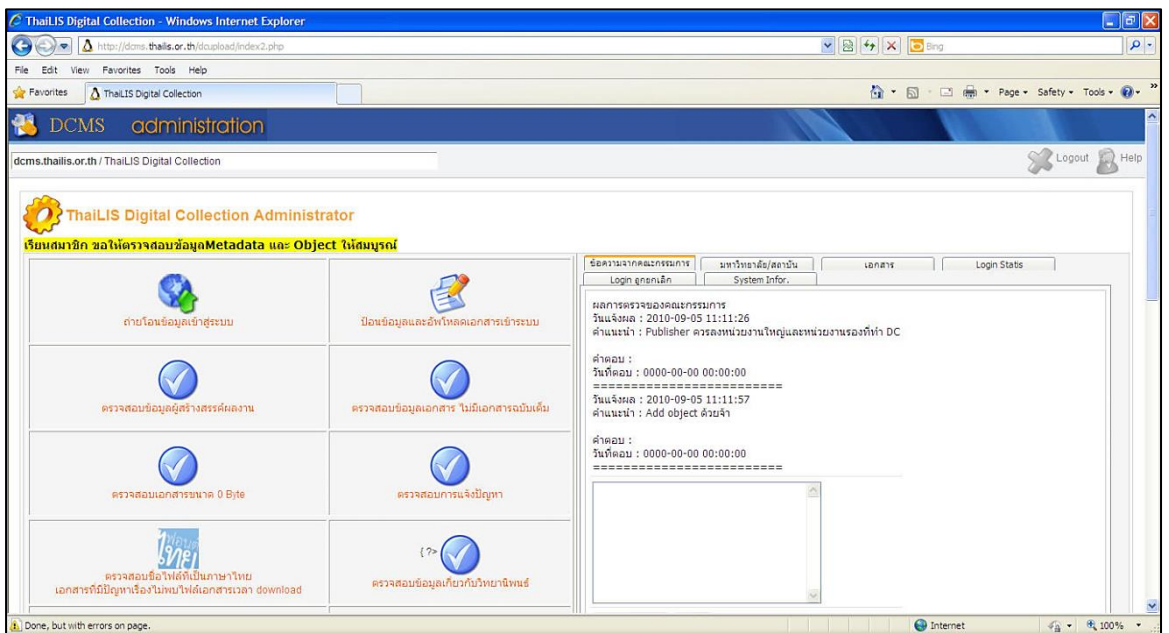 ThaiLIS Digital Collection - Windows Internet Explorer
http://dcms.thailis.or.th/dcupload/index2.php
Bing
File Edit View Favorites Tools Help
Favorites ThaiLIS Digital Collection Page Safety Tools
DCMS administration
dcms.thailis.or.th / ThaiLIS Digital Collection
Logout Help
ThaiLIS Digital Collection Administrator
เรียนสมาชิก ขอให้ตรวจสอบข้อมูลMetadata และ Object ให้สมบูรณ์
ถ่ายโอนข้อมูลเข้าสู่ระบบ
ป้อนข้อมูลและอัพโหลดเอกสารเข้าระบบ
ตรวจสอบข้อมูลผู้สร้างสรรค์ผลงาน
ตรวจสอบข้อมูลเอกสาร ไม่มีเอกสารฉบับเต็ม
ตรวจสอบเอกสารขนาด 0 Byte
ตรวจสอบการแจ้งปัญหา
ฟอนต์
ไทย
ตรวจสอบชื่อไฟล์ที่เป็นภาษาไทย
เอกสารที่มีปัญหาเรื่องไม่พบไฟล์เอกสารเวลา download
{ ?>
ตรวจสอบข้อมูลเกี่ยวกับวิทยานิพนธ์
ข้อความจากคณะกรรมการ มหาวิทยาลัย/สถาบัน เอกสาร Login Statis
Login ถูกยกเลิก System Infor.
ผลการตรวจของคณะกรรมการ
วันแจ้งผล : 2010-09-05 11:11:26
คำแนะนำ : Publisher ควรลงหน่วยงานใหญ่และหน่วยงานรองที่ทำ DC
คำตอบ :
วันที่ตอบ : 0000-00-00 00:00:00
=========================
วันแจ้งผล : 2010-09-05 11:11:57
คำแนะนำ : Add object ด้วยจ้า
คำตอบ :
วันที่ตอบ : 0000-00-00 00:00:00
=========================
Done, but with errors on page.
Internet
100%